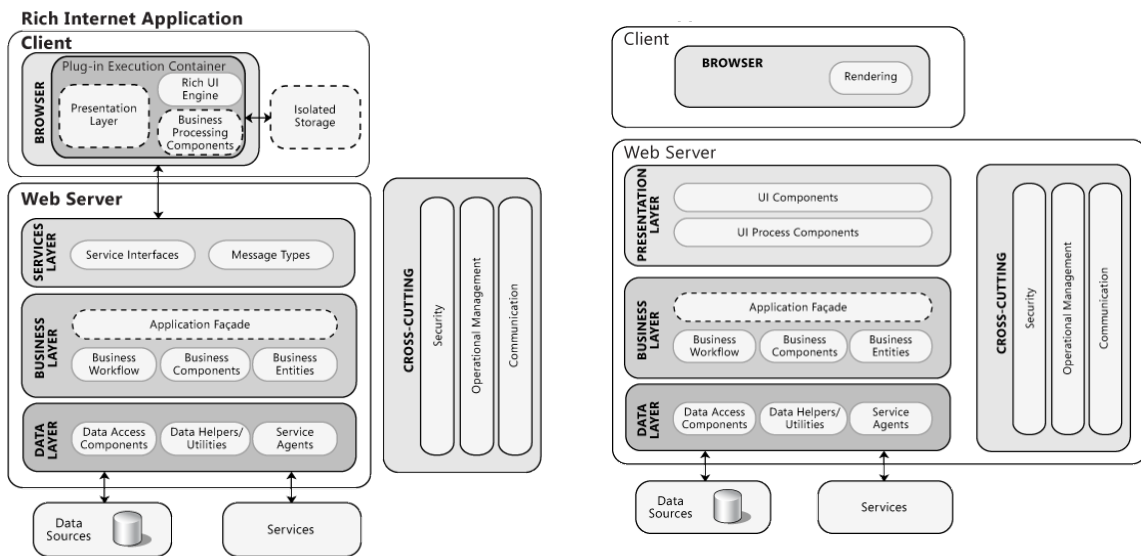 Rich Internet Application
Client
Plug-in Execution Container
BROWSER
Rich UI
Engine
Presentation
Layer
Business
Processing
Components
Isolated
Storage
Web Server
SERVICES
LAYER
Service Interfaces
Message Types
BUSINESS
LAYER
Application Façade
Business
Workflow
Business
Components
Business
Entities
DATA
LAYER
Data Access
Components
Data Helpers/
Utilities
Service
Agents
Data
Sources
Services
CROSS-CUTTING
Security
Operational Management
Communication
Client
BROWSER
Rendering
Web Server
PRESENTATION
LAYER
UI Components
UI Process Components
BUSINESS
LAYER
Application Façade
Business
Workflow
Business
Components
Business
Entities
DATA
LAYER
Data Access
Components
Data Helpers/
Utilities
Service
Agents
Data
Sources
Services
CROSS-CUTTING
Security
Operational Management
Communication